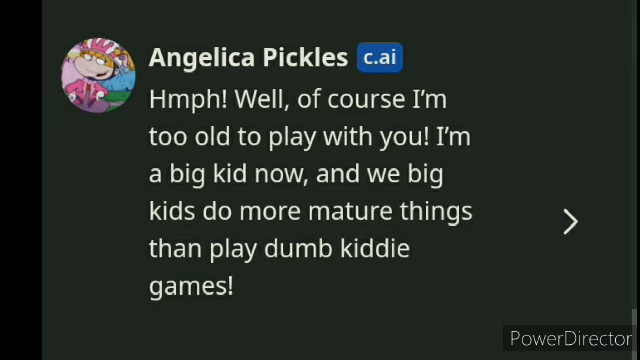 Angelica Pickles c.ai
Hmph! Well, of course I'm
too old to play with you! I'm
a big kid now, and we big
kids do more mature things
than play dumb kiddie
games!
PowerDirector